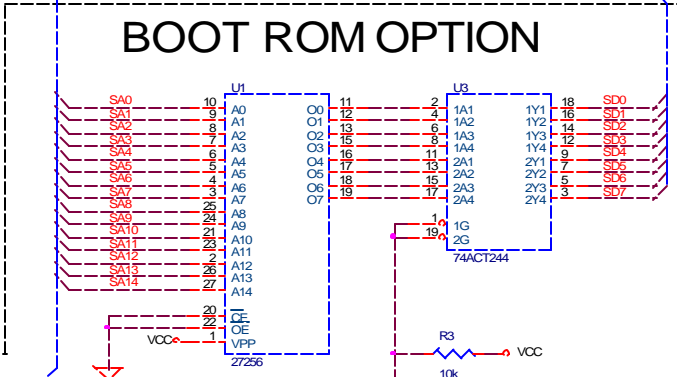 BOOT ROM OPTION
U1
U3
SA0 10 A0 O0 11 2 1A1 1Y1 18 SD0
SA1 9 A1 O1 12 4 1A2 1Y2 16 SD1
SA2 8 A2 O2 13 6 1A3 1Y3 14 SD2
SA3 7 A3 O3 15 8 1A4 1Y4 12 SD3
SA4 6 A4 O4 16 11 2A1 2Y1 9 SD4
SA5 5 A5 O5 17 13 2A2 2Y2 7 SD5
SA6 4 A6 O6 18 15 2A3 2Y3 5 SD6
SA7 3 A7 O7 19 17 2A4 2Y4 3 SD7
SA8 25 A8
SA9 24 A9 1 1G
SA10 21 A10 19 2G
SA11 23 A11
74ACT244
SA12 2 A12
SA13 26 A13
SA14 27 A14
20 CE
22 OE
VCC 1 VPP
R3
VCC
27256
10k